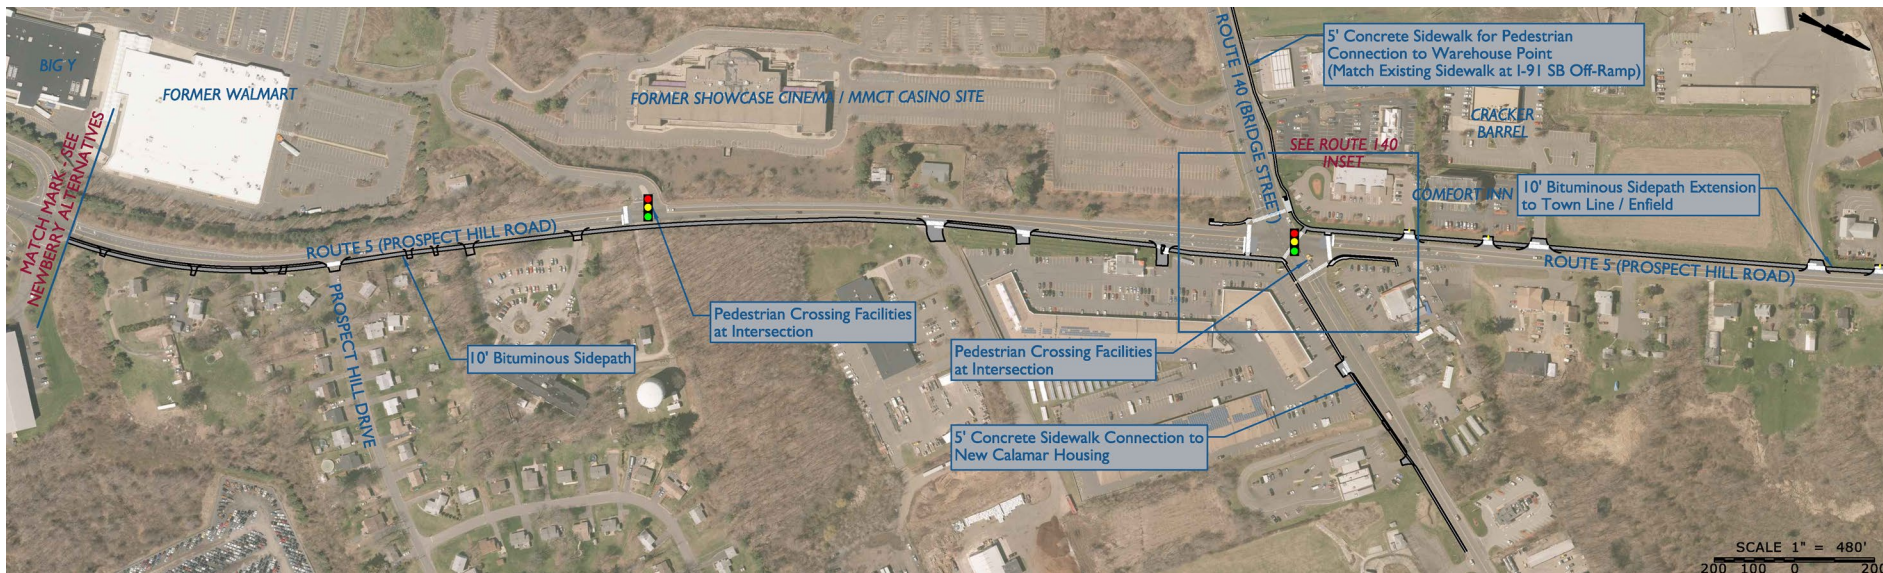 BIG Y
FORMER WALMART
MATCH MARK - SEE
NEWBERRY ALTERNATIVES
FORMER SHOWCASE CINEMA / MMCT CASINO SITE
ROUTE 140 (BRIDGE STREET)
5' Concrete Sidewalk for Pedestrian
Connection to Warehouse Point
(Match Existing Sidewalk at I-91 SB Off-Ramp)
CRACKER
BARREL
SEE ROUTE 140
INSET
COMFORT INN
10' Bituminous Sidepath Extension
to Town Line / Enfield
ROUTE 5 (PROSPECT HILL ROAD)
ROUTE 5 (PROSPECT HILL ROAD)
PROSPECT HILL DRIVE
10' Bituminous Sidepath
Pedestrian Crossing Facilities
at Intersection
Pedestrian Crossing Facilities
at Intersection
5' Concrete Sidewalk Connection to
New Calamar Housing
SCALE 1" = 480'
200 100 0 200